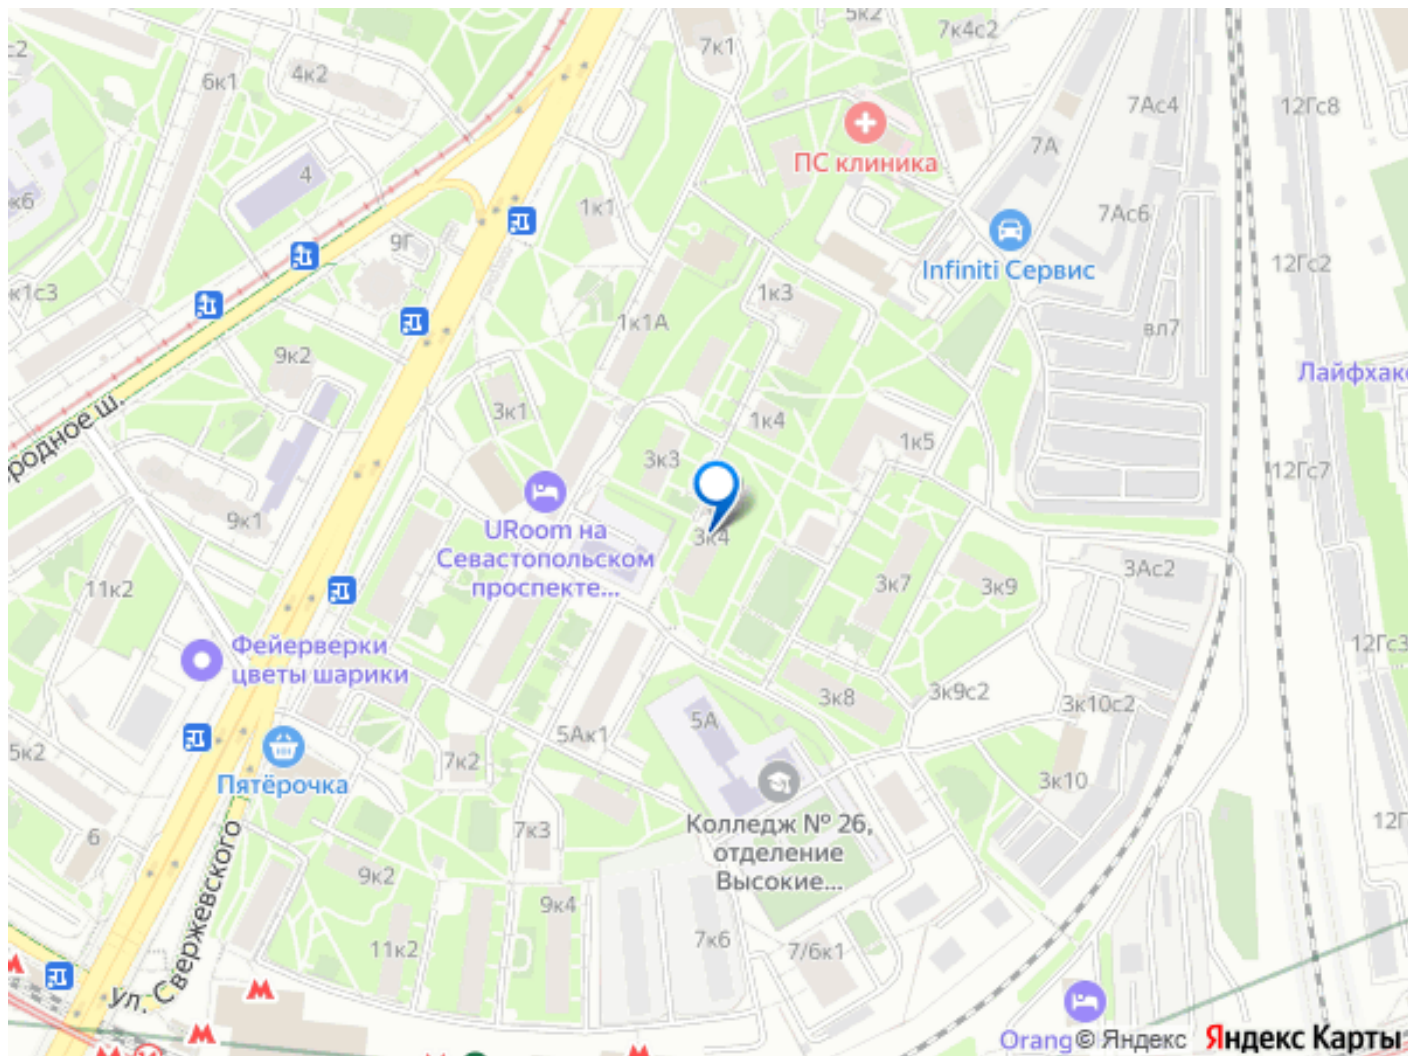 5к2
7к1
7к4с2
с2
6к1
4к2
7Ас4
12Гс8
ПС клиника
7А
4
к6
1к1
7Ас6
9Г
Infiniti Сервис
12Гс2
к1с3
1к3
1к1А
вл7
9к2
Лайфхак
родное ш.
3к1
1к4
1к5
3к3
12Гс7
9к1
URoom на
Севастопольском
проспекте...
3к4
11к2
3к7
3к9
3Ас2
Фейерверки
цветы шарики
12Гс3
3к8
3к9с2
3к10с2
5А
5Ак1
5к2
7к2
Пятёрочка
3к10
Колледж № 26,
отделение
Высокие...
7к3
6
12Г
9к2
9к4
11к2
7к6
7/6к1
ул. Свержевского
Orang
© Яндекс
Яндекс Карты